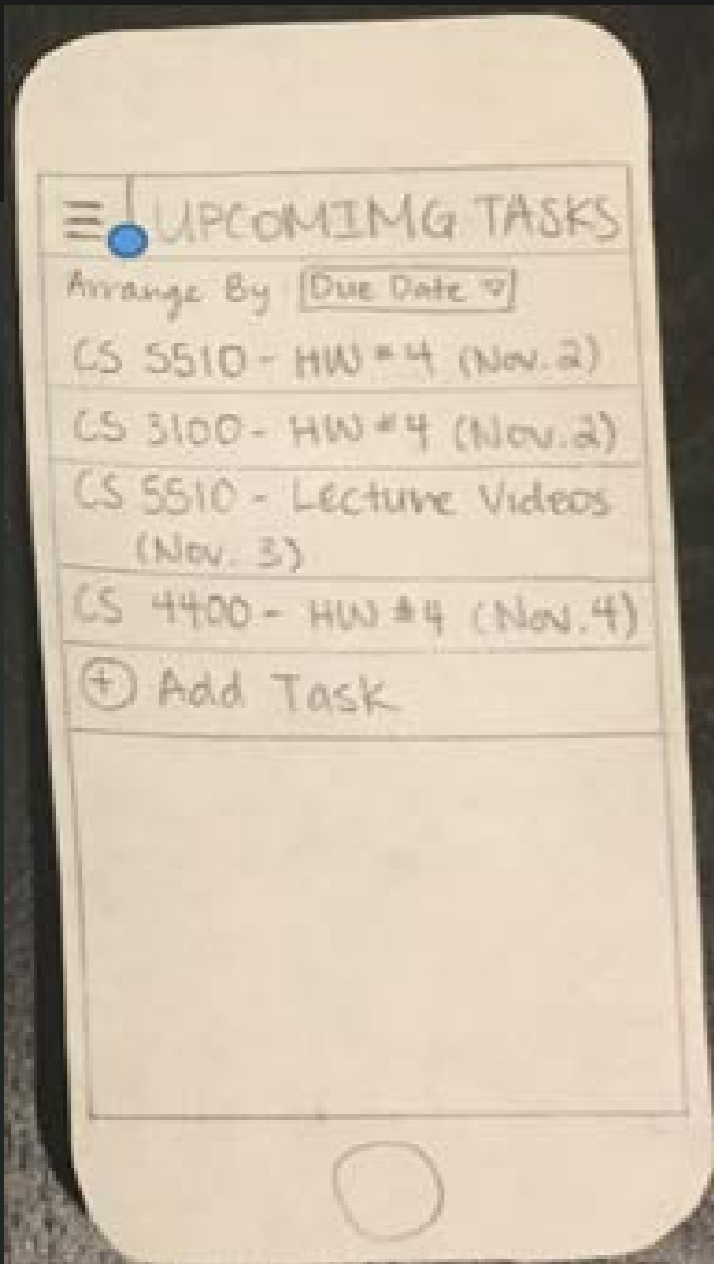 UPCOMIMG TASKS
Arrange By Due Date
CS 5510 - HW #4 (Nov. 2)
CS 3100 - HW #4 (Nov. 2)
CS 5510 - Lecture Videos
(Nov. 3)
CS 4400 - HW #4 (Nov. 4)
+ Add Task